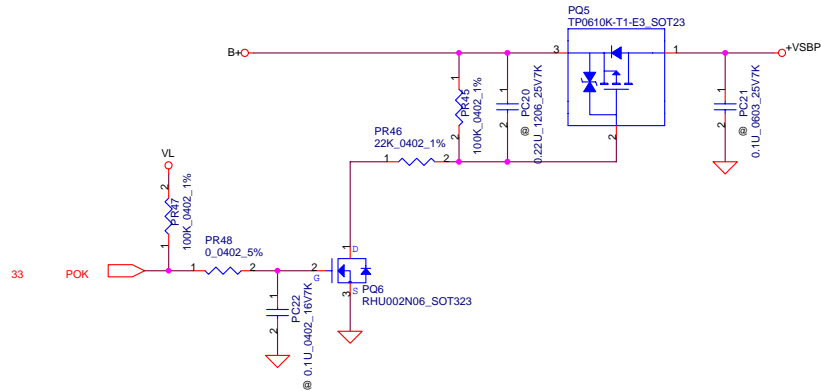 PQ5
TP0610K-T1-E3_SOT23
B+
3
1
+VSBP
2
1
2
PR45
100K_0402_1%
1
2
@ PC20
0.22U_1206_25V7K
1
2
@ PC21
0.1U_0603_25V7K
PR46
22K_0402_1%
1
2
VL
2
1
PR47
100K_0402_1%
33
POK
PR48
0_0402_5%
1
2
2
G
1
D
3
S
PQ6
RHU002N06_SOT323
1
2
PC22
@ 0.1U_0402_16V7K